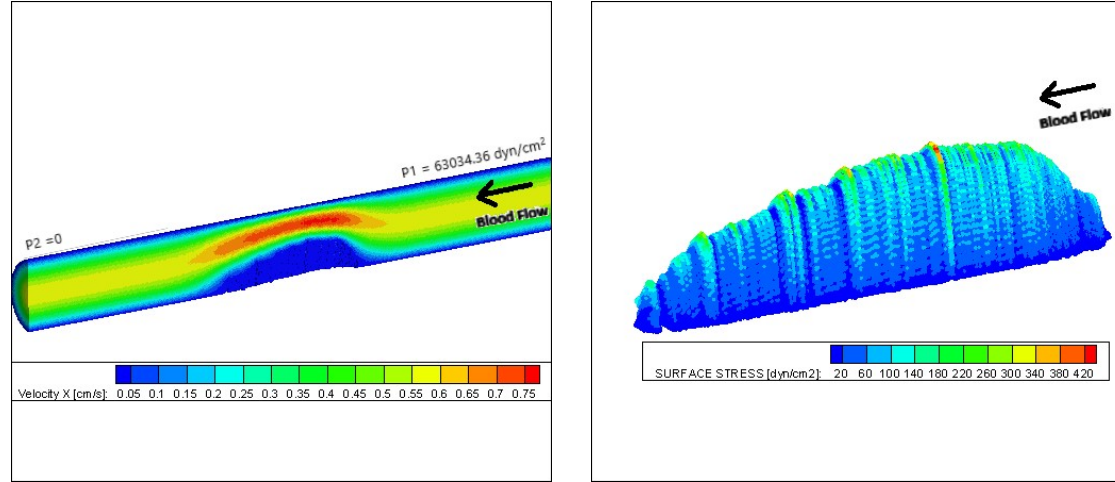 P1 = 63034.36 dyn/cm²
Blood Flow
P2 =0
Velocity X [cm/s]: 0.05 0.1 0.15 0.2 0.25 0.3 0.35 0.4 0.45 0.5 0.55 0.6 0.65 0.7 0.75
Blood Flow
SURFACE STRESS [dyn/cm2]: 20 60 100 140 180 220 260 300 340 380 420